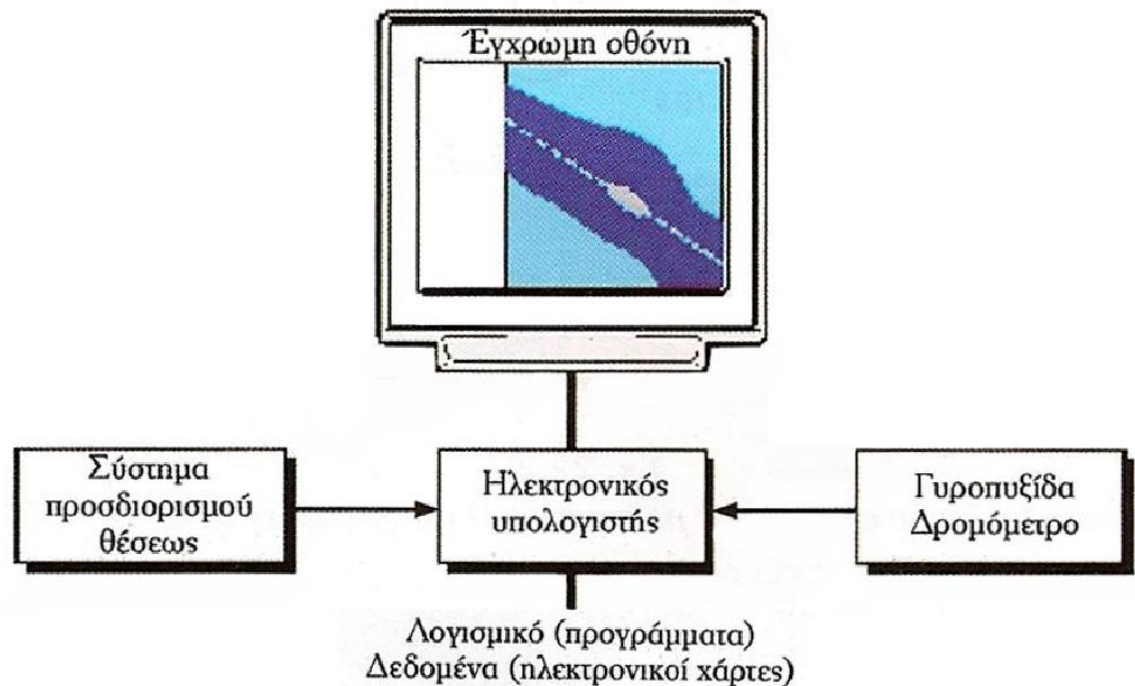 Έγχρωμη οθόνη
Σύστημα
προσδιορισμού
θέσεως
Ηλεκτρονικός
υπολογιστής
Γυροπυξίδα
Δρομόμετρο
Λογισμικό (προγράμματα)
Δεδομένα (ηλεκτρονικοί χάρτες)